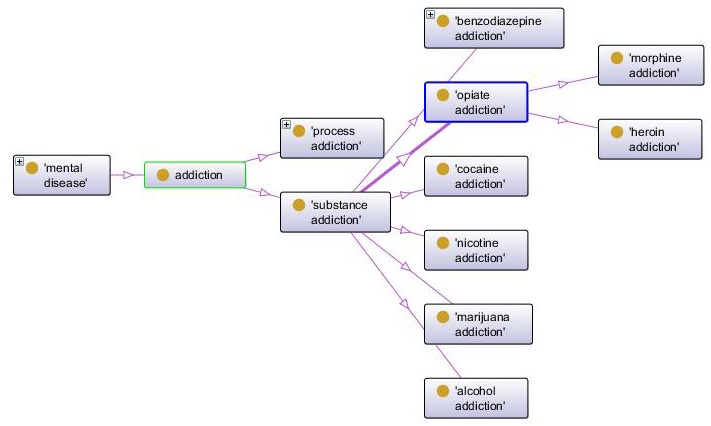 'mental
disease'
addiction
'process
addiction'
'substance
addiction'
'benzodiazepine
addiction'
'opiate
addiction'
'cocaine
addiction'
'nicotine
addiction'
'marijuana
addiction'
'alcohol
addiction'
'morphine
addiction'
'heroin
addiction'